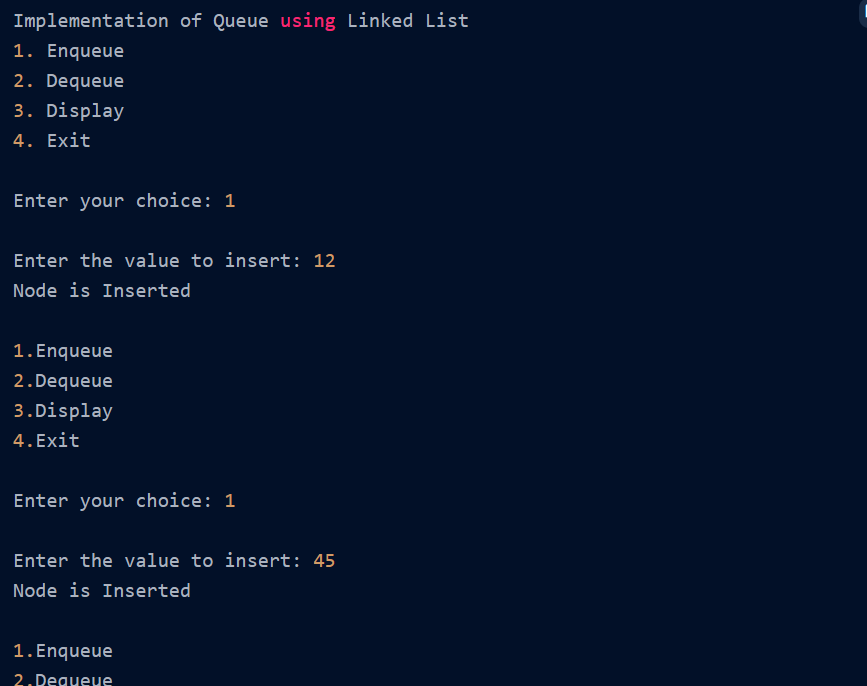 Implementation of Queue using Linked List
1. Enqueue
2. Dequeue
3. Display
4. Exit
Enter your choice: 1
Enter the value to insert: 12
Node is Inserted
1.Enqueue
2.Dequeue
3.Display
4.Exit
Enter your choice: 1
Enter the value to insert: 45
Node is Inserted
1.Enqueue
2.Dequeue